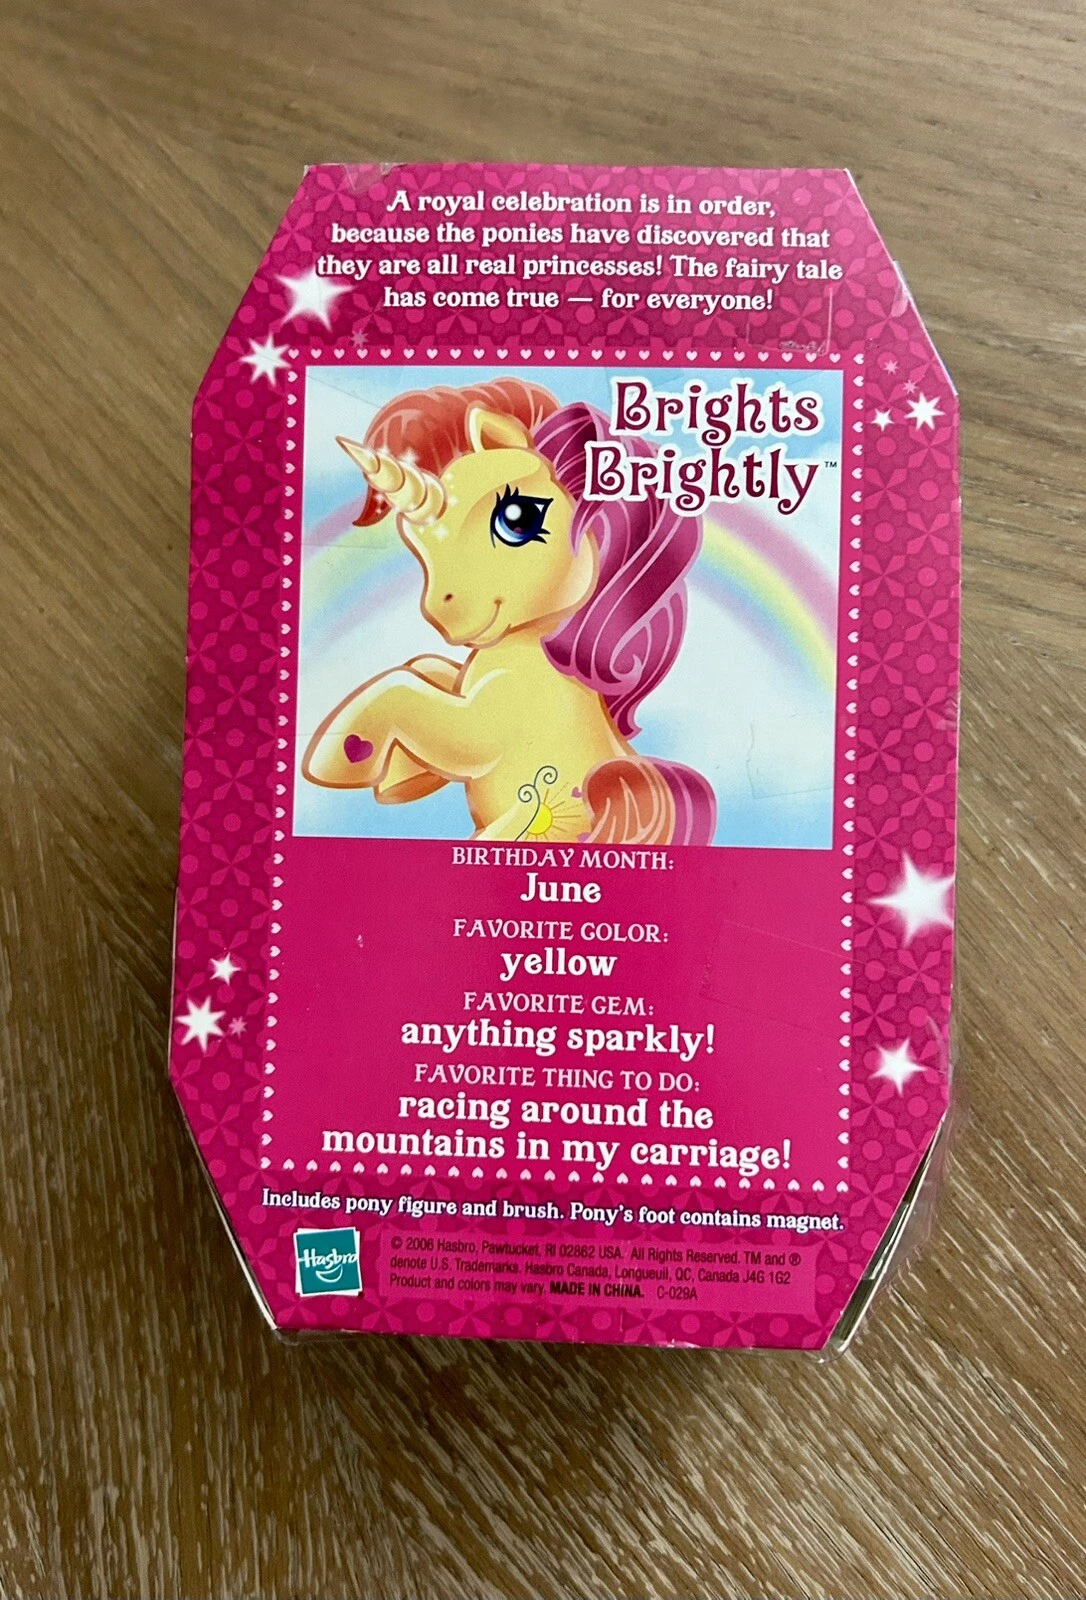 A royal celebration is in order,
because the ponies have discovered that
they are all real princesses! The fairy tale
has come true — for everyone!
Brights
Brightly™
BIRTHDAY MONTH:
June
FAVORITE COLOR:
yellow
FAVORITE GEM:
anything sparkly!
FAVORITE THING TO DO:
racing around the
mountains in my carriage!
Includes pony figure and brush. Pony's foot contains magnet.
Hasbro
© 2006 Hasbro, Pawtucket, RI 02862 USA. All Rights Reserved. TM and ®
denote U.S. Trademarks. Hasbro Canada, Longueuil, QC, Canada J4G 1G2
Product and colors may vary. MADE IN CHINA. C-029A